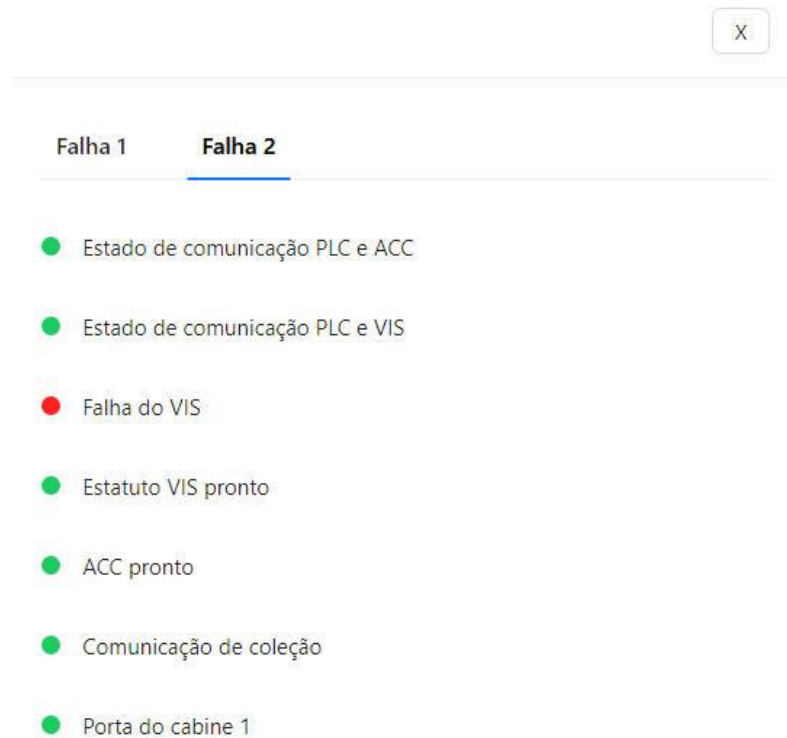 X
Falha 1 Falha 2
Estado de comunicação PLC e ACC
Estado de comunicação PLC e VIS
Falha do VIS
Estatuto VIS pronto
ACC pronto
Comunicação de coleção
Porta do cabine 1